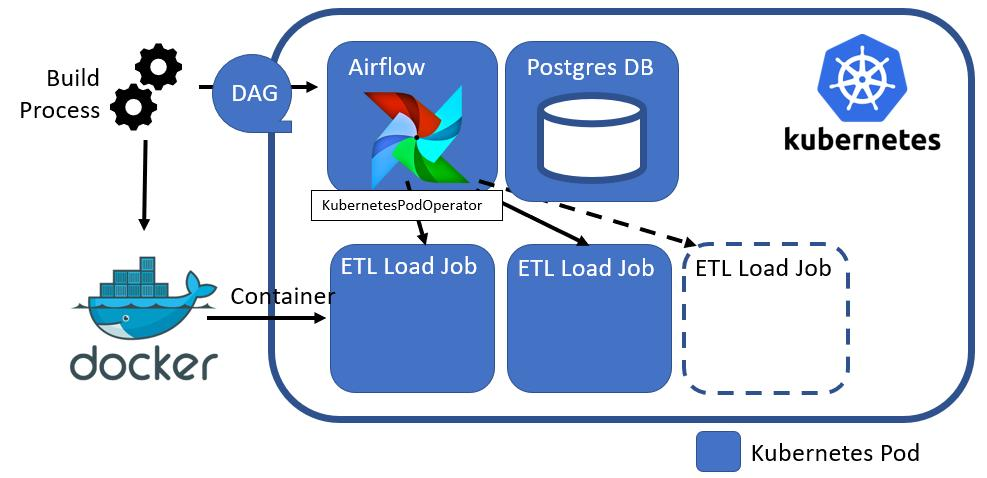 Build
Process
DAG
Airflow
Postgres DB
kubernetes
KubernetesPodOperator
ETL Load Job
ETL Load Job
ETL Load Job
Container
docker
Kubernetes Pod